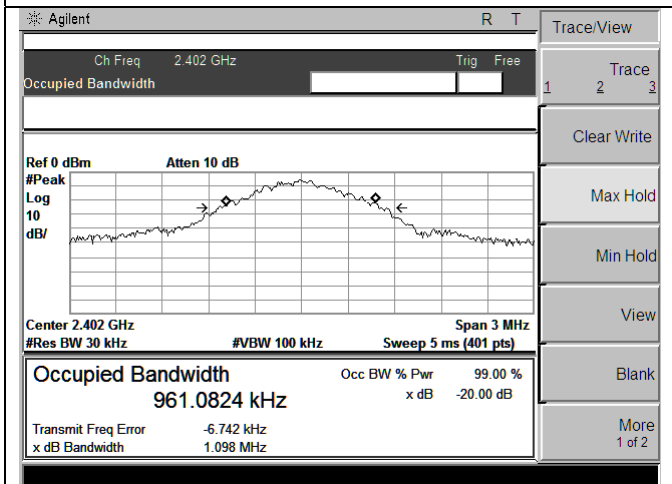 Agilent R T
Trace/View
Ch Freq 2.402 GHz Trig Free
Occupied Bandwidth
Trace
1 2 3
Clear Write
Ref 0 dBm Atten 10 dB
#Peak
Log
10
dB/
Max Hold
Min Hold
View
Center 2.402 GHz Span 3 MHz
#Res BW 30 kHz #VBW 100 kHz Sweep 5 ms (401 pts)
Occupied Bandwidth
961.0824 kHz
Occ BW % Pwr 99.00 %
x dB -20.00 dB
Transmit Freq Error -6.742 kHz
x dB Bandwidth 1.098 MHz
Blank
More
1 of 2